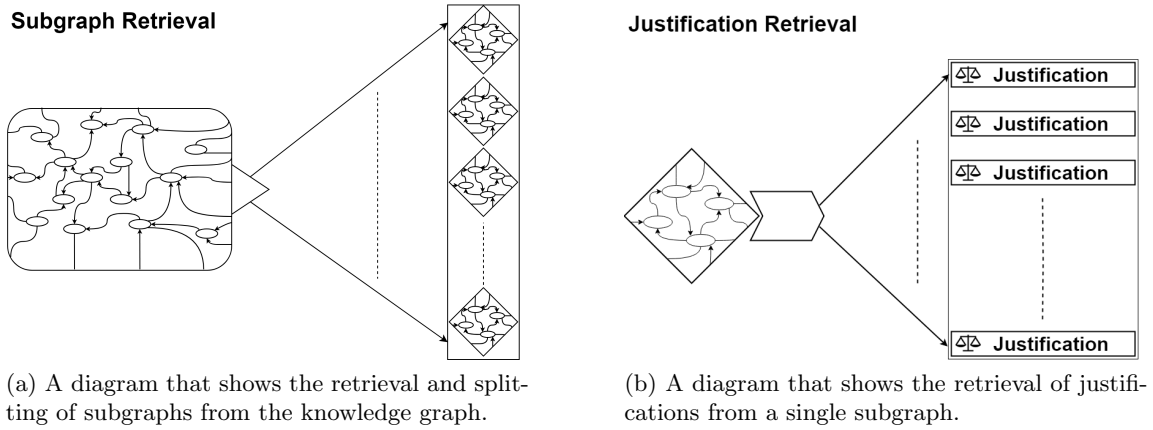 Subgraph Retrieval
(a) A diagram that shows the retrieval and split-
ting of subgraphs from the knowledge graph.
Justification Retrieval
Justification
Justification
Justification
Justification
(b) A diagram that shows the retrieval of justifi-
cations from a single subgraph.